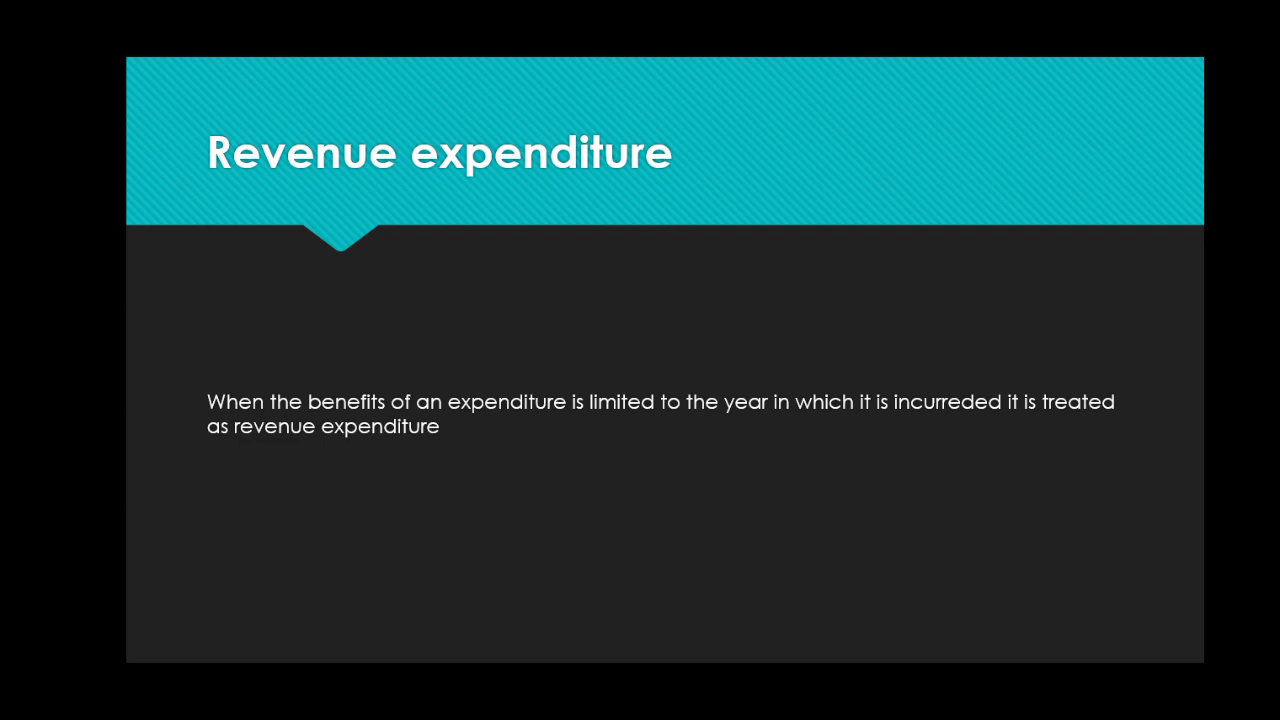 Revenue expenditure
When the benefits of an expenditure is limited to the year in which it is incurreded it is treated
as revenue expenditure